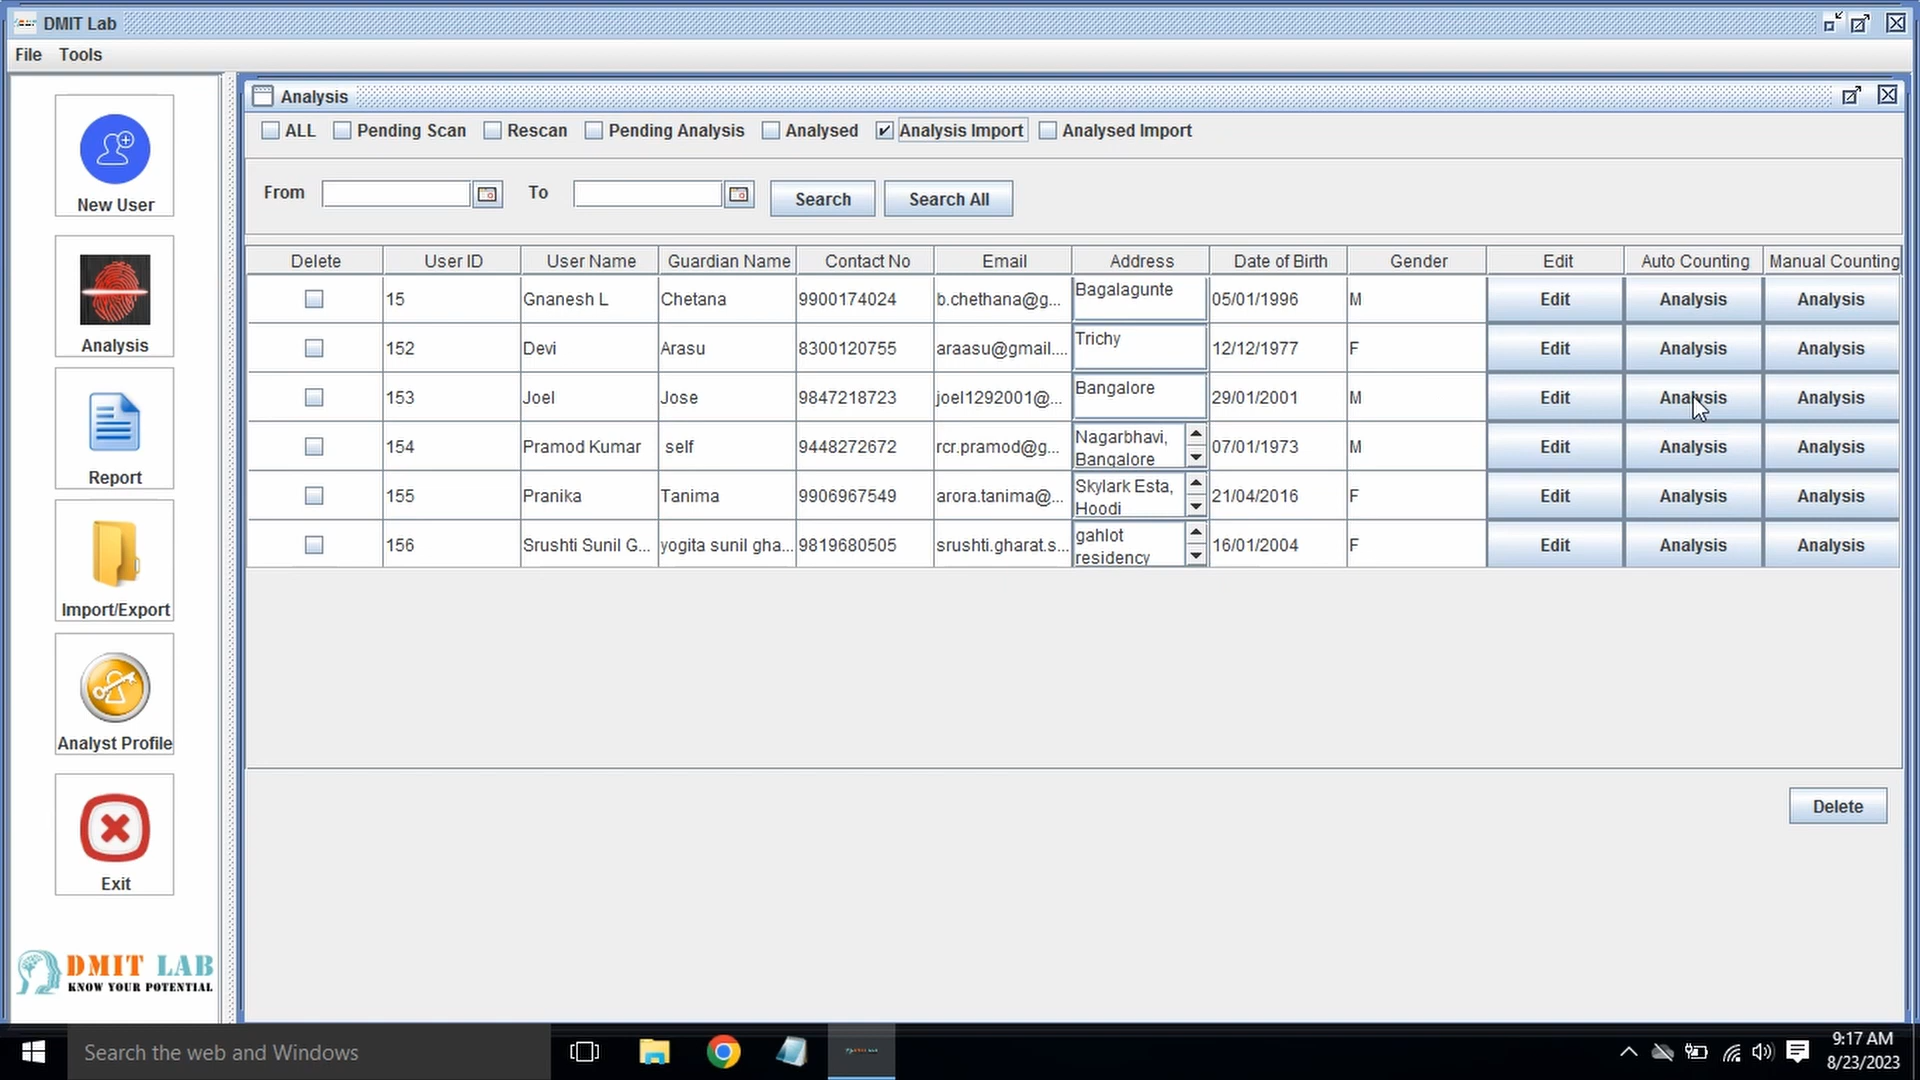 DMIT Lab
File Tools
New User
Analysis
Report
Import/Export
Analyst Profile
Exit
DMIT LAB
KNOW YOUR POTENTIAL
Analysis
ALL Pending Scan Rescan Pending Analysis Analysed Analysis Import Analysed Import
From To Search Search All
Delete User ID User Name Guardian Name Contact No Email Address Date of Birth Gender Edit Auto Counting Manual Counting
15 Gnanesh L Chetana 9900174024 b.chethana@g... Bagalagunte 05/01/1996 M Edit Analysis Analysis
152 Devi Arasu 8300120755 araasu@gmail.... Trichy 12/12/1977 F Edit Analysis Analysis
153 Joel Jose 9847218723 joel1292001@... Bangalore 29/01/2001 M Edit Analysis Analysis
154 Pramod Kumar self 9448272672 rcr.pramod@g... Nagarbhavi, Bangalore 07/01/1973 M Edit Analysis Analysis
155 Pranika Tanima 9906967549 arora.tanima@... Skylark Esta, Hoodi 21/04/2016 F Edit Analysis Analysis
156 Srushti Sunil G... yogita sunil gha... 9819680505 srushti.gharat.s... gahlot residency 16/01/2004 F Edit Analysis Analysis
Delete
Search the web and Windows
9:17 AM
8/23/2023